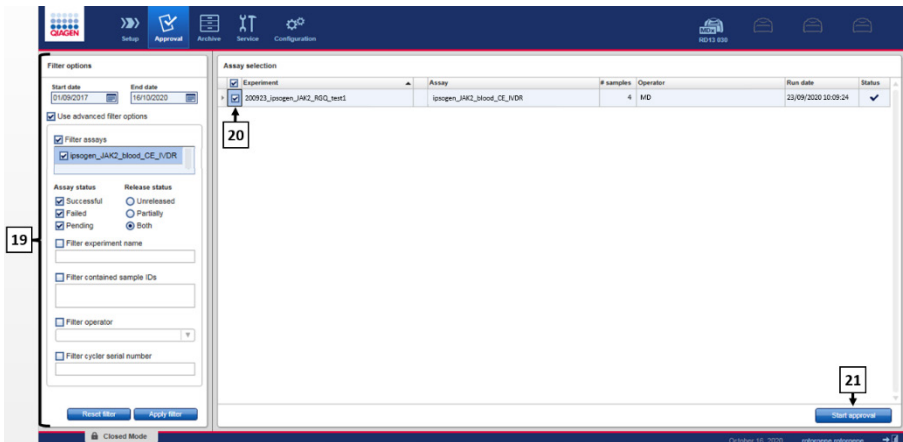 QIAGEN
Setup Approval Archive Service Configuration
MDx
RD13 030
Filter options
Start date End date
01/09/2017 16/10/2020
Use advanced filter options
Filter assays
ipsogen_JAK2_blood_CE_IVDR
Assay status Release status
Successful Unreleased
Failed Partially
Pending Both
Filter experiment name
Filter contained sample IDs
Filter operator
Filter cycler serial number
Reset filter Apply filter
19
Assay selection
Experiment Assay # samples Operator Run date Status
200923_ipsogen_JAK2_RGQ_test1 ipsogen_JAK2_blood_CE_IVDR 4 MD 23/09/2020 10:09:24
20
21
Start approval
Closed Mode
October 16, 2020 rotorgene rotorgene